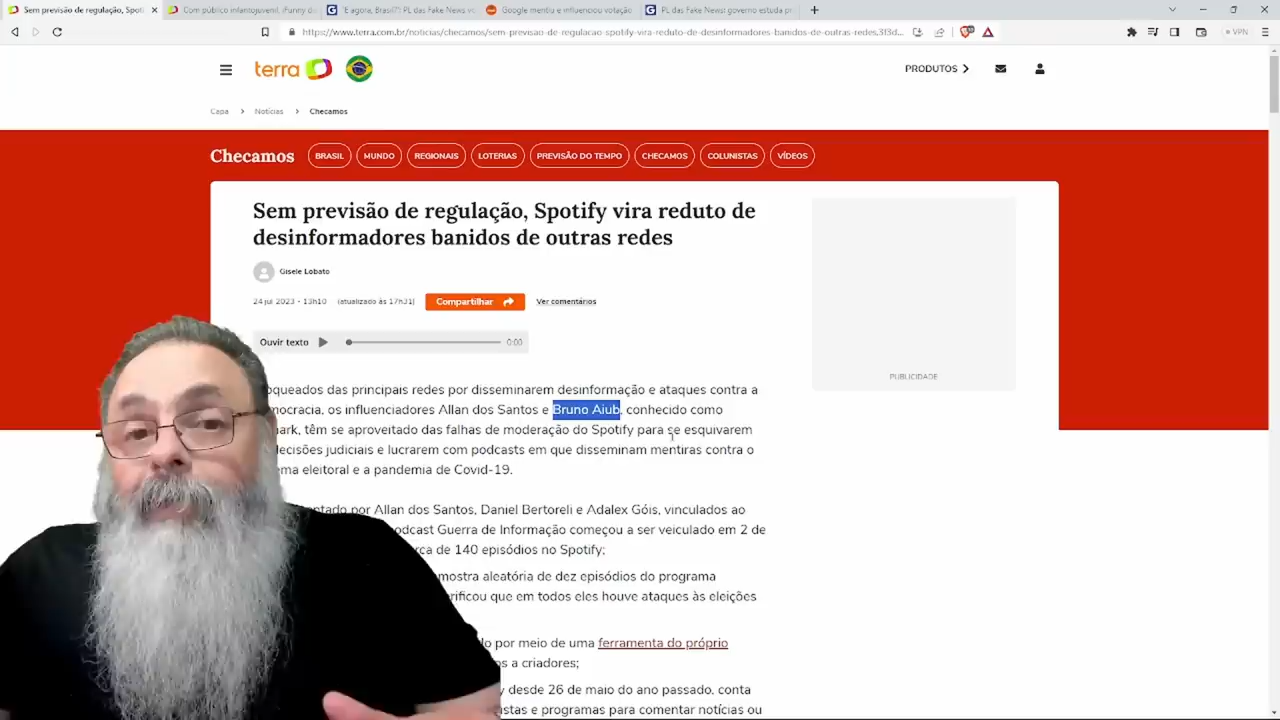 Sem previsão de regulação, Spoti
Com público infantojuvenil, iFunny d
'E agora, Brasil?': PL das Fake News vo
Google mentiu e influenciou votação
PL das Fake News: governo estuda pr
https://www.terra.com.br/noticias/checamos/sem-previsao-de-regulacao-spotify-vira-reduto-de-desinformadores-banidos-de-outras-redes,3f3d...
VPN
terra
PRODUTOS
Capa > Notícias > Checamos
Checamos
BRASIL
MUNDO
REGIONAIS
LOTERIAS
PREVISÃO DO TEMPO
CHECAMOS
COLUNISTAS
VÍDEOS
Sem previsão de regulação, Spotify vira reduto de
desinformadores banidos de outras redes
Gisele Lobato
24 jul 2023 - 13h10 (atualizado às 17h31)
Compartilhar
Ver comentários
Ouvir texto
0:00
PUBLICIDADE
oqueados das principais redes por disseminarem desinformação e ataques contra a
mocracia, os influenciadores Allan dos Santos e Bruno Aiub, conhecido como
ark, têm se aproveitado das falhas de moderação do Spotify para se esquivarem
decisões judiciais e lucrarem com podcasts em que disseminam mentiras contra o
ma eleitoral e a pandemia de Covid-19.
ntado por Allan dos Santos, Daniel Bertoreli e Adalex Góis, vinculados ao
odcast Guerra de Informação começou a ser veiculado em 2 de
rca de 140 episódios no Spotify;
mostra aleatória de dez episódios do programa
rificou que em todos eles houve ataques às eleições
do por meio de uma ferramenta do próprio
os a criadores;
y desde 26 de maio do ano passado, conta
istas e programas para comentar notícias ou